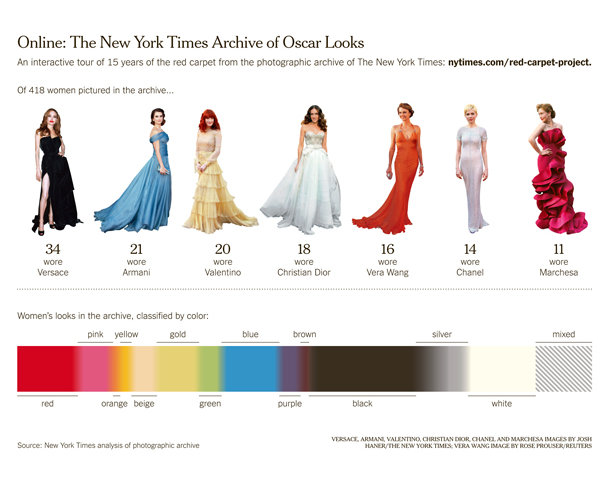 Online: The New York Times Archive of Oscar Looks
An interactive tour of 15 years of the red carpet from the photographic archive of The New York Times: nytimes.com/red-carpet-project.
Of 418 women pictured in the archive...
34 21 20 18 16 14 11
wore wore wore wore wore wore wore
Versace Armani Valentino Christian Dior Vera Wang Chanel Marchesa
Women's looks in the archive, classified by color:
pink yellow gold blue brown silver mixed
red orange beige green purple black white
Source: New York Times analysis of photographic archive
VERSACE, ARMANI, VALENTINO, CHRISTIAN DIOR, CHANEL AND MARCHESA IMAGES BY JOSH
HANER/THE NEW YORK TIMES; VERA WANG IMAGE BY ROSE PROUSER/REUTERS